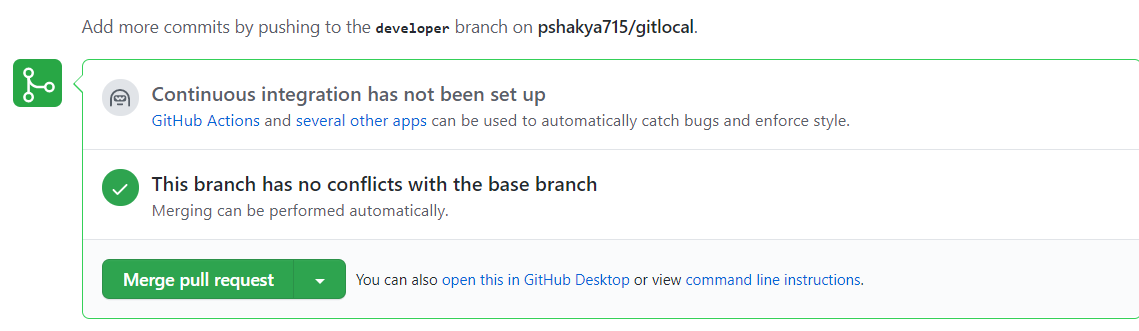 Add more commits by pushing to the developer branch on pshakya715/gitlocal.
Continuous integration has not been set up
GitHub Actions and several other apps can be used to automatically catch bugs and enforce style.
This branch has no conflicts with the base branch
Merging can be performed automatically.
Merge pull request
You can also open this in GitHub Desktop or view command line instructions.